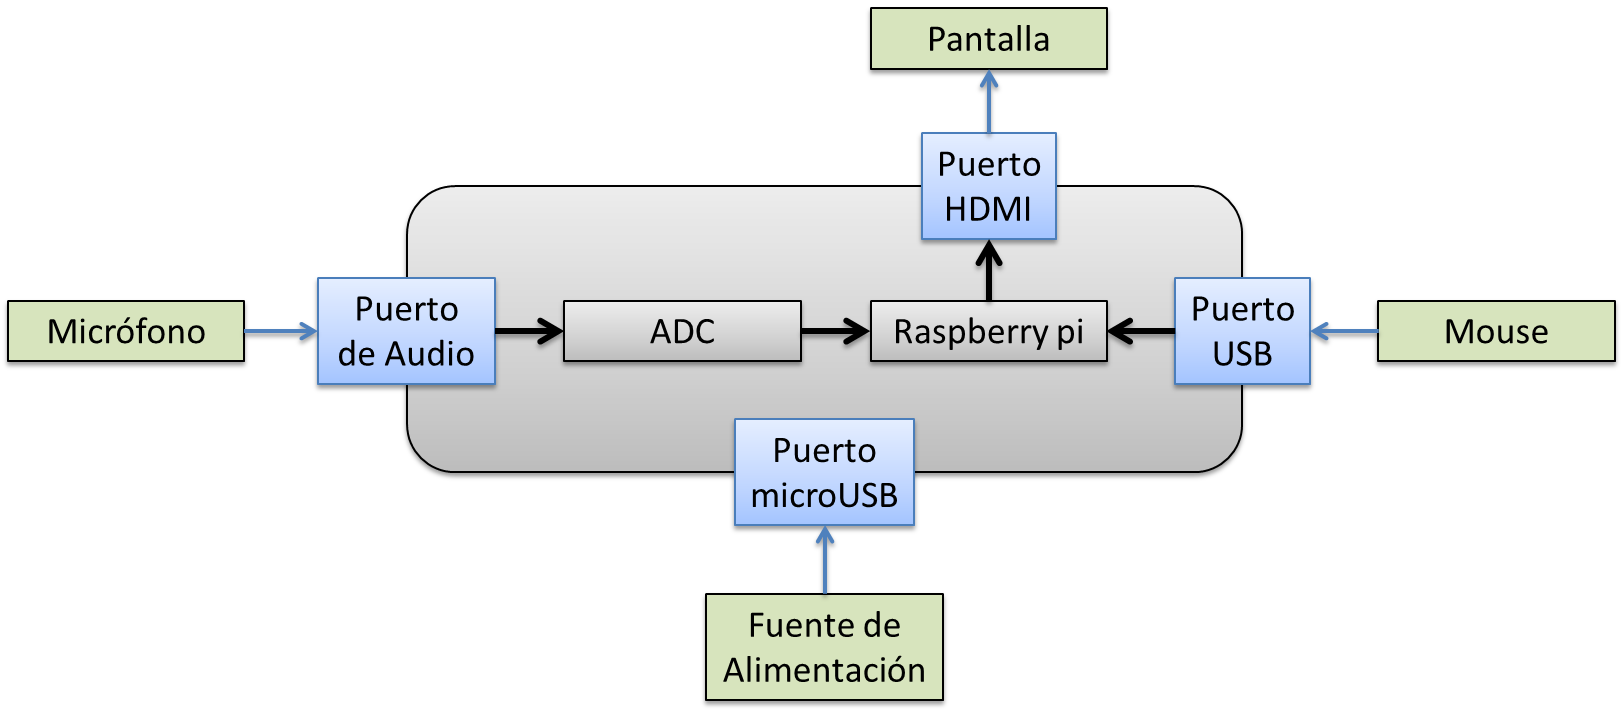 Pantalla
Puerto
HDMI
Micrófono
Puerto
de Audio
ADC
Raspberry pi
Puerto
USB
Mouse
Puerto
microUSB
Fuente de
Alimentación